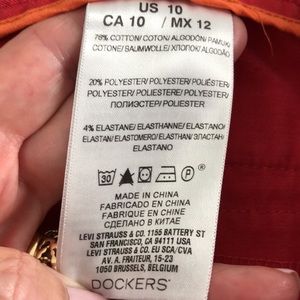 US 10
CA 10 / MX 12
76% COTTON/ COTON/ ALGODÓN/ PAMUK/
COTONE/ BAUMWOLLE/ ХЛОПОК/ ALGODÃO
20% POLYESTER/ POLYESTER/ POLIÉSTER/
POLYESTER/ POLIESTERE/ POLYESTER/
ПОЛИЭСТЕР/ POLIESTER
4% ELASTANE/ ELASTHANNE/ ELASTANO/
ELASTAN/ ELASTOMERO/ ELASTHAN/ ЭЛАСТАН/
ELASTANO
30
P
MADE IN CHINA
FABRICADO EN CHINA
FABRIQUÉ EN CHINE
СДЕЛАНО В КИТАЕ
LEVI STRAUSS & CO. 1155 BATTERY ST
SAN FRANCISCO, CA 94111 USA
LEVI STRAUSS & CO EUROPE SCA/CVA
AV. A. FRAITEUR, 15-23
1050 BRUSSELS, BELGIUM
DOCKERS®